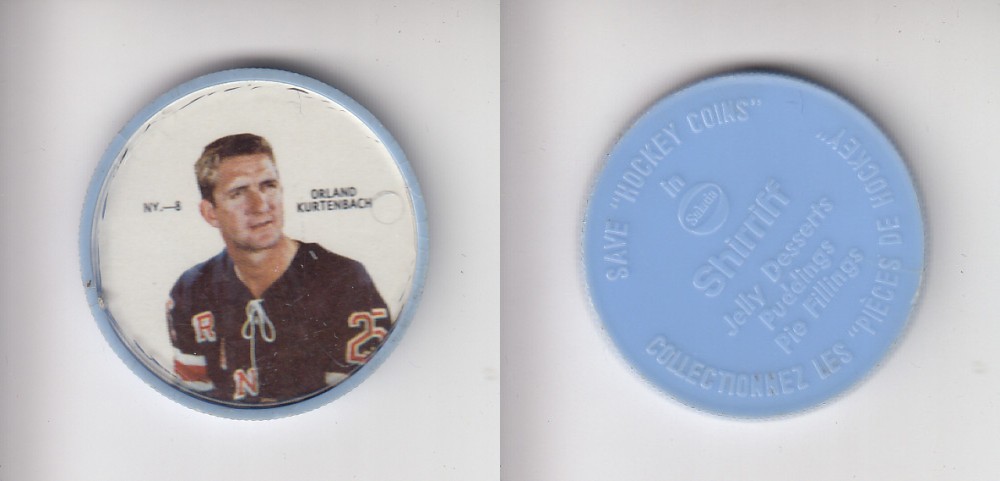 NY.—8
ORLAND
KURTENBACH
R
N
25
SAVE "HOCKEY COINS"
in
Salada
Shirriff
Jelly Desserts
Puddings
Pie Fillings
COLLECTIONNEZ LES "PIÈCES DE HOCKEY"